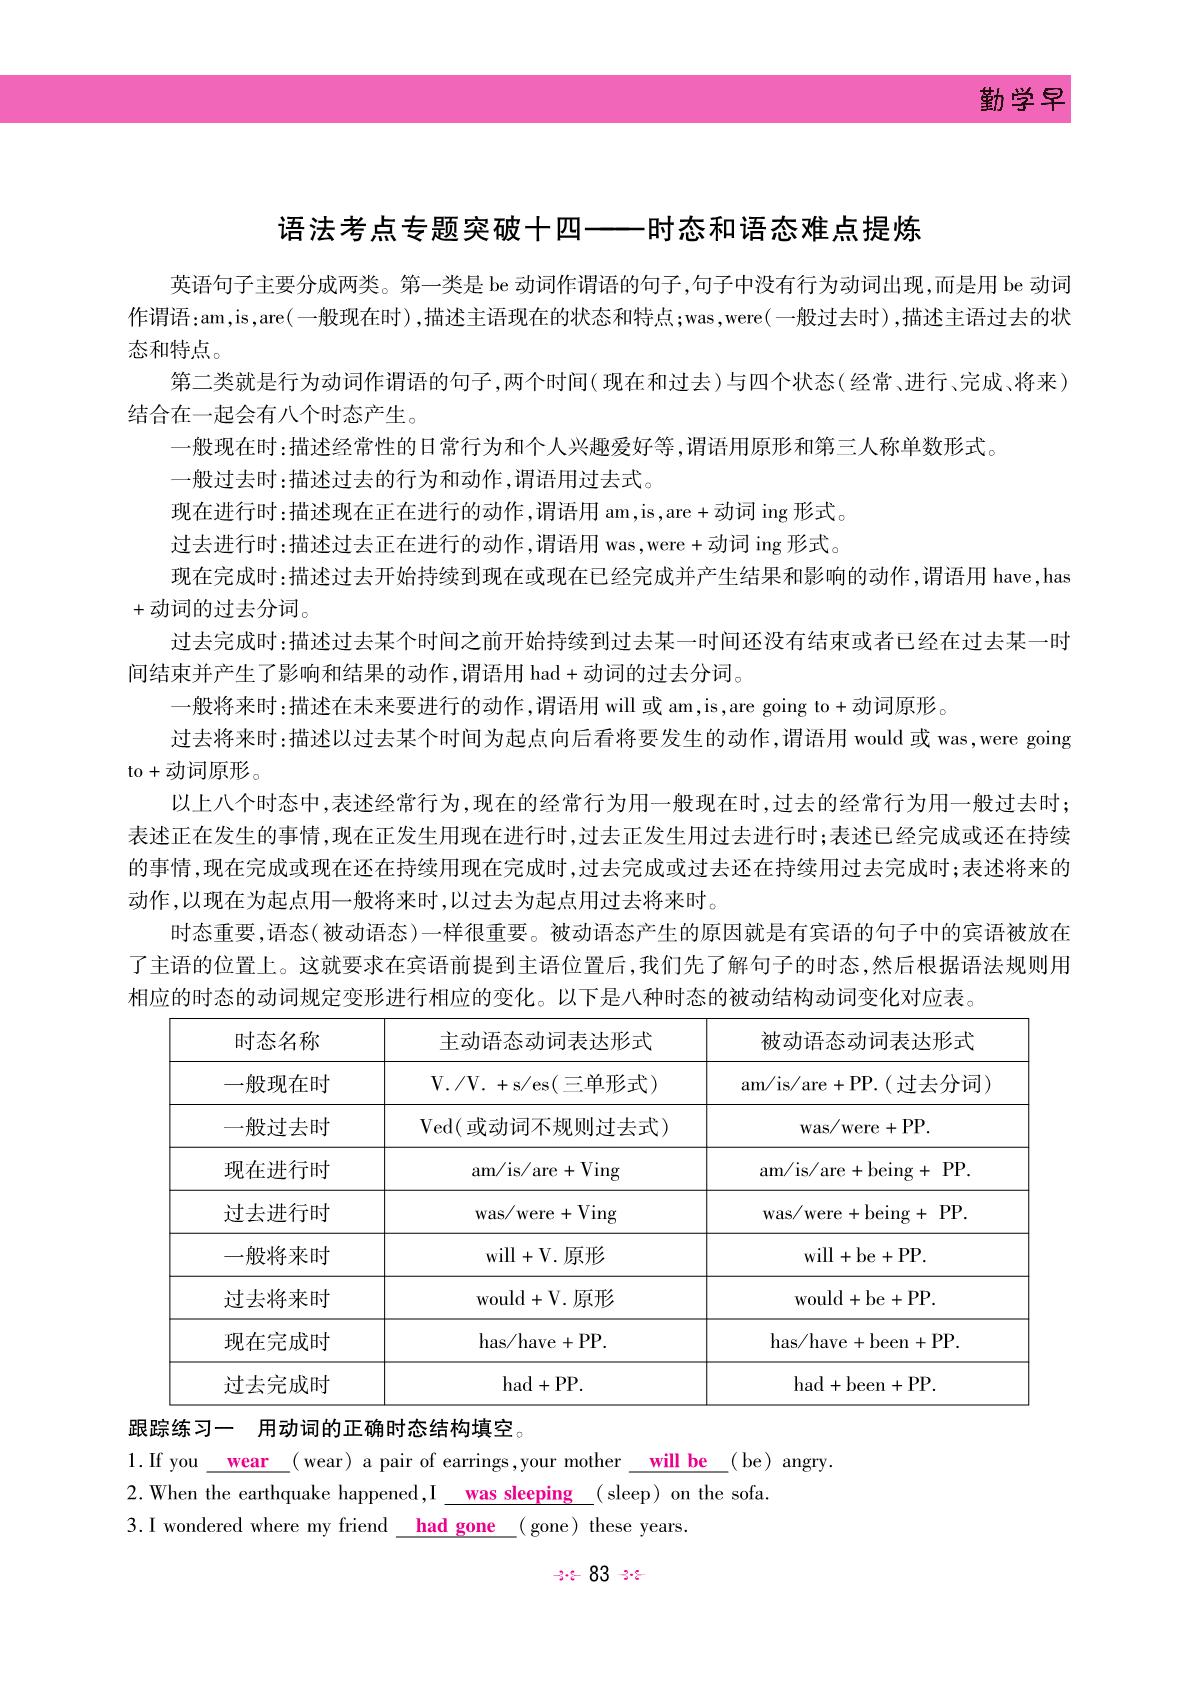 勤学早
语法考点专题突破十四——时态和语态难点提炼
英语句子主要分成两类。第一类是 be 动词作谓语的句子,句子中没有行为动词出现,而是用 be 动词
作谓语:am,is,are(一般现在时),描述主语现在的状态和特点;was,were(一般过去时),描述主语过去的状
态和特点。
第二类就是行为动词作谓语的句子,两个时间(现在和过去)与四个状态(经常、进行、完成、将来)
结合在一起会有八个时态产生。
一般现在时:描述经常性的日常行为和个人兴趣爱好等,谓语用原形和第三人称单数形式。
一般过去时:描述过去的行为和动作,谓语用过去式。
现在进行时:描述现在正在进行的动作,谓语用 am,is,are + 动词 ing 形式。
过去进行时:描述过去正在进行的动作,谓语用 was,were + 动词 ing 形式。
现在完成时:描述过去开始持续到现在或现在已经完成并产生结果和影响的动作,谓语用 have,has
+ 动词的过去分词。
过去完成时:描述过去某个时间之前开始持续到过去某一时间还没有结束或者已经在过去某一时
间结束并产生了影响和结果的动作,谓语用 had + 动词的过去分词。
一般将来时:描述在未来要进行的动作,谓语用 will 或 am,is,are going to + 动词原形。
过去将来时:描述以过去某个时间为起点向后看将要发生的动作,谓语用 would 或 was,were going
to + 动词原形。
以上八个时态中,表述经常行为,现在的经常行为用一般现在时,过去的经常行为用一般过去时;
表述正在发生的事情,现在正发生用现在进行时,过去正发生用过去进行时;表述已经完成或还在持续
的事情,现在完成或现在还在持续用现在完成时,过去完成或过去还在持续用过去完成时;表述将来的
动作,以现在为起点用一般将来时,以过去为起点用过去将来时。
时态重要,语态(被动语态)一样很重要。被动语态产生的原因就是有宾语的句子中的宾语被放在
了主语的位置上。这就要求在宾语前提到主语位置后,我们先了解句子的时态,然后根据语法规则用
相应的时态的动词规定变形进行相应的变化。以下是八种时态的被动结构动词变化对应表。
时态名称 主动语态动词表达形式 被动语态动词表达形式
一般现在时 V./V. + s/es(三单形式) am/is/are + PP.(过去分词)
一般过去时 Ved(或动词不规则过去式) was/were + PP.
现在进行时 am/is/are + Ving am/is/are + being + PP.
过去进行时 was/were + Ving was/were + being + PP.
一般将来时 will + V. 原形 will + be + PP.
过去将来时 would + V. 原形 would + be + PP.
现在完成时 has/have + PP. has/have + been + PP.
过去完成时 had + PP. had + been + PP.
跟踪练习一 用动词的正确时态结构填空。
1. If you wear (wear) a pair of earrings,your mother will be (be) angry.
2. When the earthquake happened,I was sleeping (sleep) on the sofa.
3. I wondered where my friend had gone (gone) these years.
83